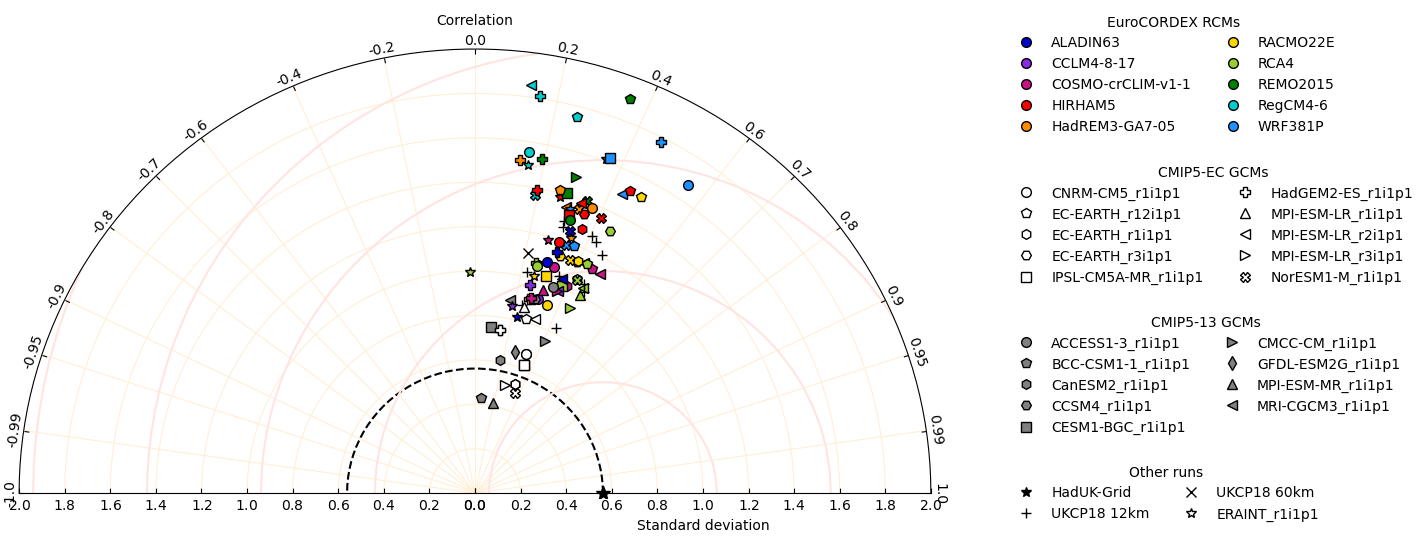 Correlation
-1.0
-0.99
-0.95
-0.9
-0.8
-0.7
-0.6
-0.4
-0.2
0.0
0.2
0.4
0.6
0.7
0.8
0.9
0.95
0.99
1.0
2.0 1.8 1.6 1.4 1.2 1.0 0.8 0.6 0.4 0.2 0.0 0.2 0.4 0.6 0.8 1.0 1.2 1.4 1.6 1.8 2.0
Standard deviation
EuroCORDEX RCMs
ALADIN63 RACMO22E
CCLM4-8-17 RCA4
COSMO-crCLIM-v1-1 REMO2015
HIRHAM5 RegCM4-6
HadREM3-GA7-05 WRF381P
CMIP5-EC GCMs
CNRM-CM5_r1i1p1 HadGEM2-ES_r1i1p1
EC-EARTH_r12i1p1 MPI-ESM-LR_r1i1p1
EC-EARTH_r1i1p1 MPI-ESM-LR_r2i1p1
EC-EARTH_r3i1p1 MPI-ESM-LR_r3i1p1
IPSL-CM5A-MR_r1i1p1 NorESM1-M_r1i1p1
CMIP5-13 GCMs
ACCESS1-3_r1i1p1 CMCC-CM_r1i1p1
BCC-CSM1-1_r1i1p1 GFDL-ESM2G_r1i1p1
CanESM2_r1i1p1 MPI-ESM-MR_r1i1p1
CCSM4_r1i1p1 MRI-CGCM3_r1i1p1
CESM1-BGC_r1i1p1
Other runs
HadUK-Grid UKCP18 60km
UKCP18 12km ERAINT_r1i1p1